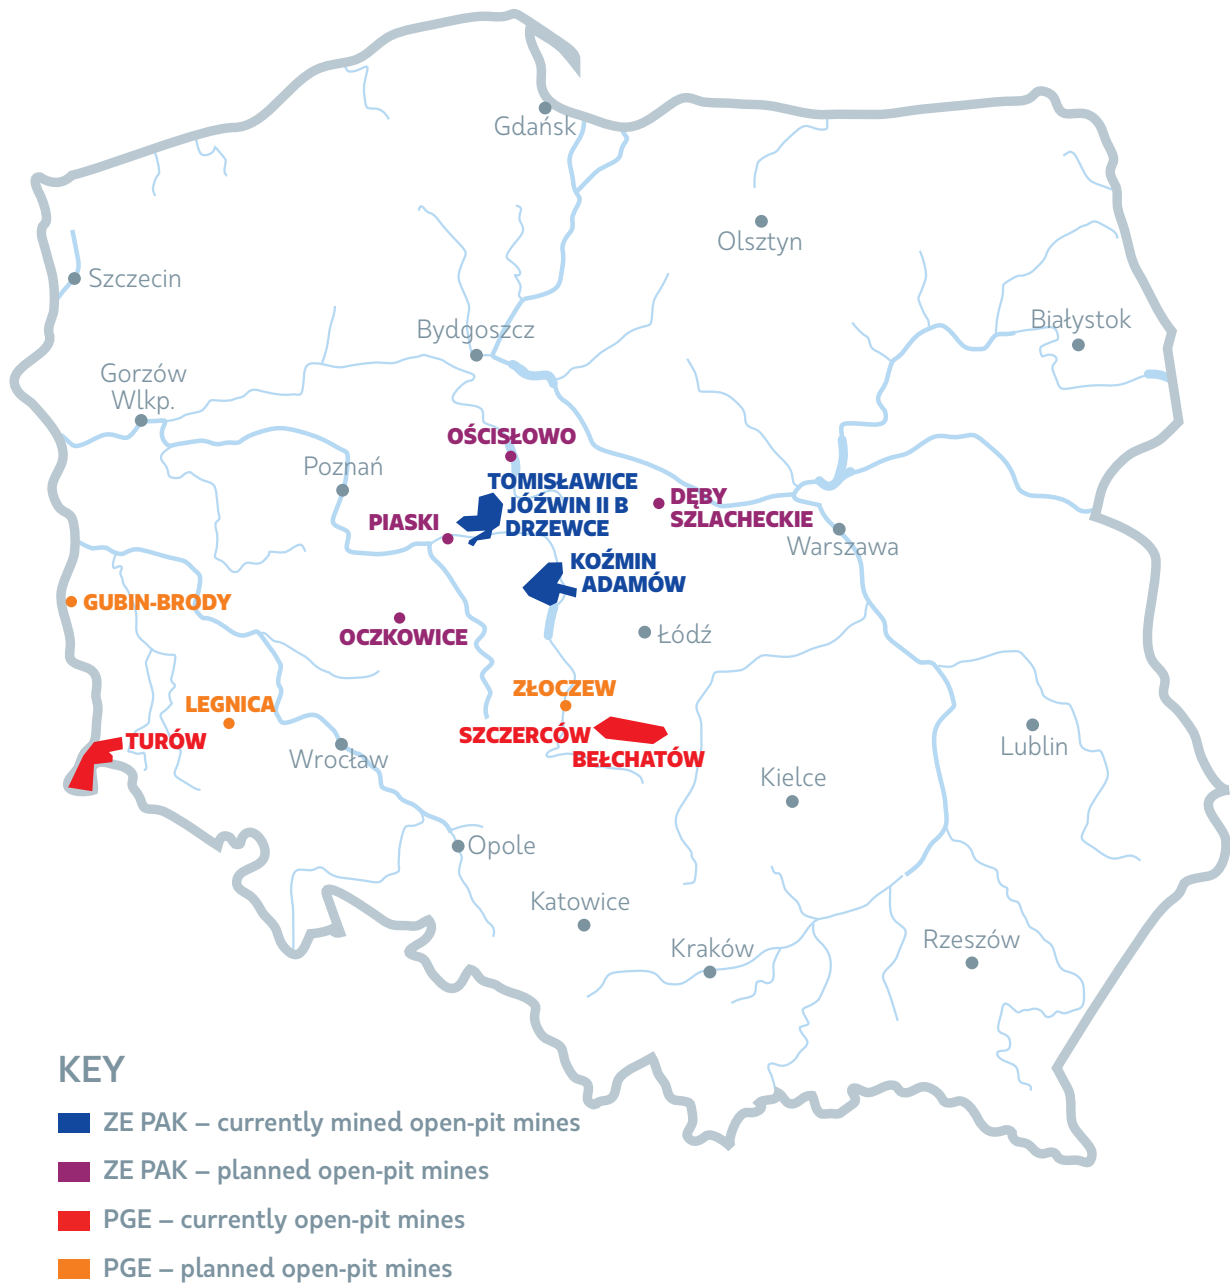 Gdańsk
Olsztyn
Szczecin
Białystok
Bydgoszcz
Gorzów
Wlkp.
OŚCISŁOWO
Poznań
TOMISŁAWICE
JÓŹWIN II B
DRZEWCE
DĘBY
SZLACHECKIE
PIASKI
Warszawa
KOŹMIN
ADAMÓW
GUBIN-BRODY
OCZKOWICE
Łódź
ZŁOCZEW
LEGNICA
SZCZERCÓW
BEŁCHATÓW
TURÓW
Wrocław
Lublin
Kielce
Opole
Katowice
Kraków
Rzeszów
KEY
ZE PAK – currently mined open-pit mines
ZE PAK – planned open-pit mines
PGE – currently open-pit mines
PGE – planned open-pit mines